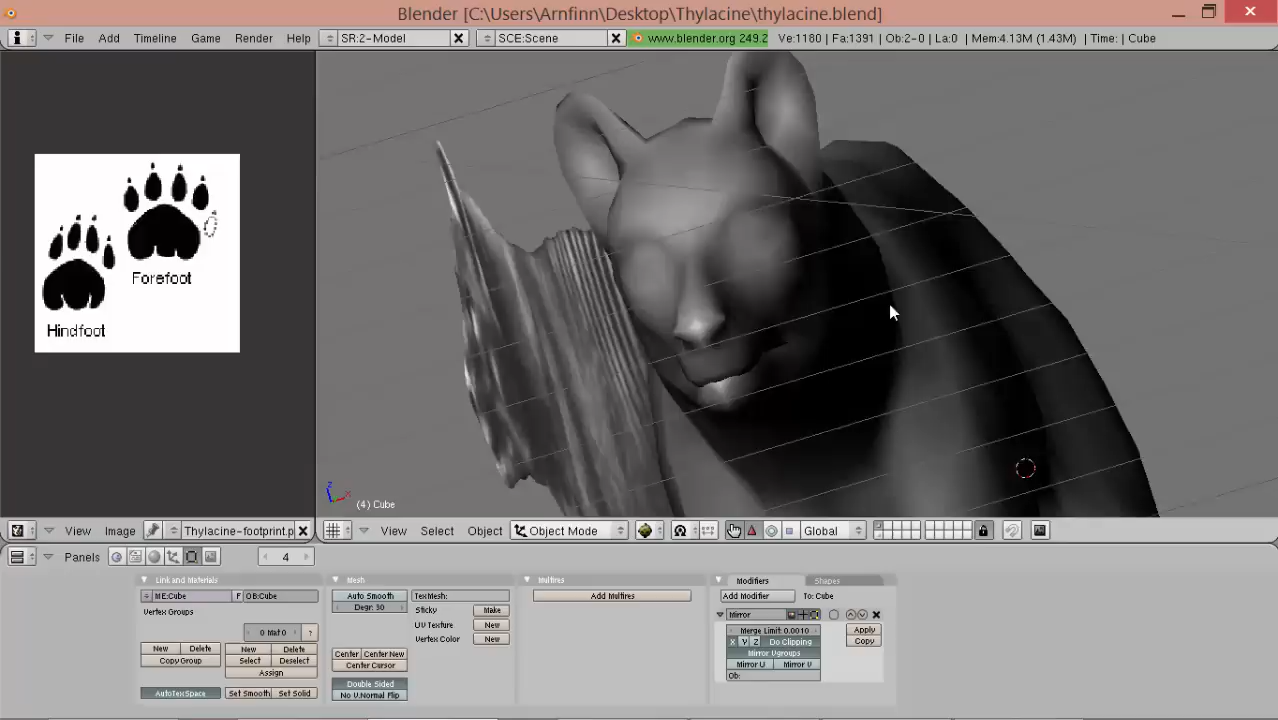 Blender [C:\Users\Arnfinn\Desktop\Thylacine\thylacine.blend]
File Add Timeline Game Render Help SR:2-Model SCE:Scene www.blender.org 249.2 Ve:1160 | Fa:1391 | Ob:2-0 | La:0 | Mem:4.13M (1.43M) | Time: | Cube
Forefoot
Hindfoot
z x
(4) Cube
View Image Thylacine-footprint.p
View Select Object Object Mode Global
Panels 4
Link and Materials
ME:Cube F OB:Cube
Vertex Groups
0 Mat 0 ?
New Delete New Delete
Copy Group Select Deselect
Assign
AutoTexSpace Set Smooth Set Solid
Mesh
Auto Smooth TexMesh:
Degr: 30 Sticky Make
UV Texture New
Vertex Color New
Center Center New
Center Cursor
Double Sided
No V.Normal Flip
Multires
Add Multires
Modifiers Shapes
Add Modifier To: Cube
Mirror
Merge Limit: 0.0010 Apply
X Y Z Do Clipping Copy
Mirror Vgroups
Mirror U Mirror V
Ob: